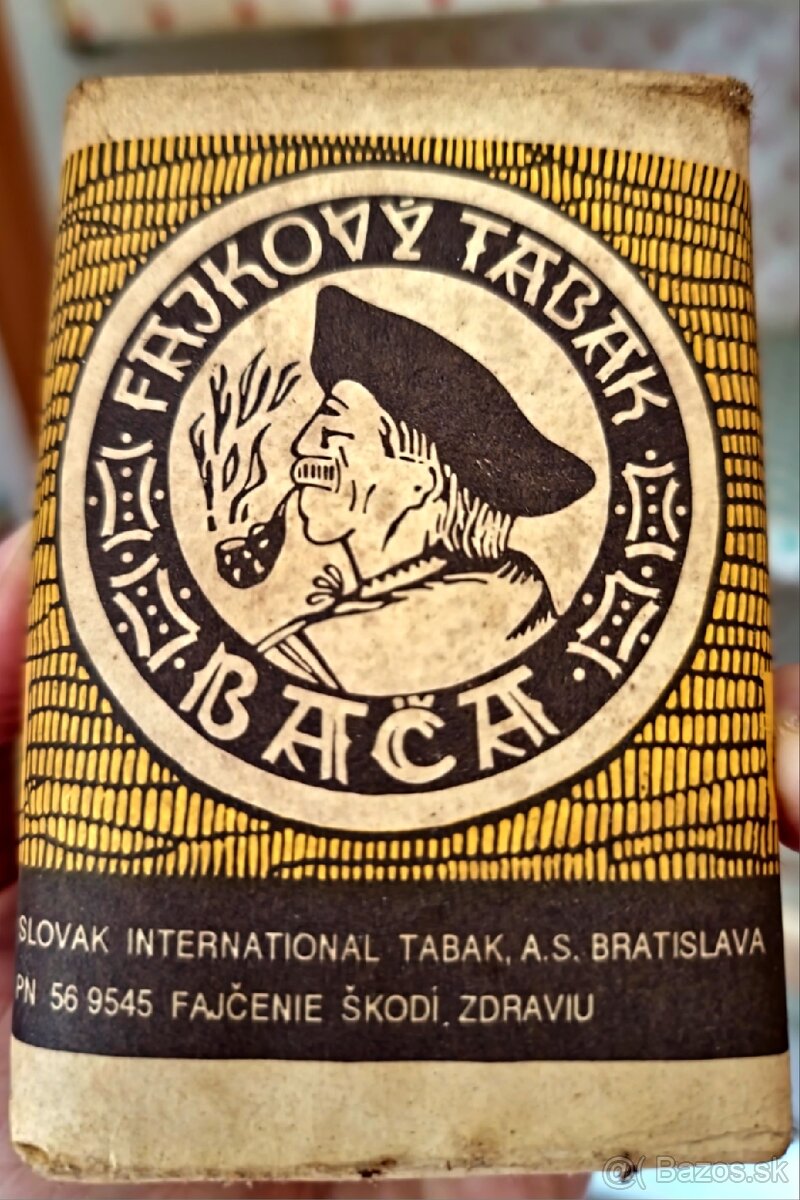 FAJKOVÝ TABAK
BAČA
SLOVAK INTERNATIONAL TABAK, A.S. BRATISLAVA
PN 56 9545 FAJČENIE ŠKODÍ ZDRAVIU
Bazos.sk